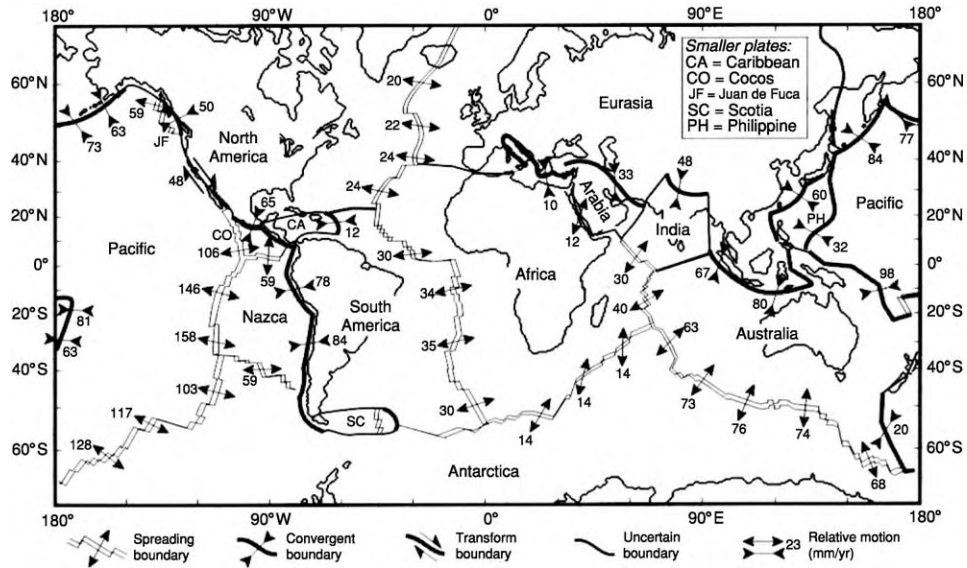 180° 90°W 0° 90°E 180°
Smaller plates:
CA = Caribbean
CO = Cocos
JF = Juan de Fuca
SC = Scotia
PH = Philippine
60°N 60°N
20
Eurasia
59 50
63 JF North America 22 77
73
84
40°N 24 40°N
48 24 33 48 60
65 10 Arabia
20°N CA 12 12 India PH 20°N
Pacific CO 106 Africa 32 Pacific
0° 59 30 30 67 98 0°
146 78 34 40 80
Nazca South America
20°S 81 Australia 20°S
63 158 84 35 63
59 14
40°S 103 73 40°S
117 30 14 76 74 20
SC 14
60°S 128 60°S
Antarctica 68
180° 90°W 0° 90°E 180°
Spreading boundary
Convergent boundary
Transform boundary
Uncertain boundary
23 Relative motion (mm/yr)